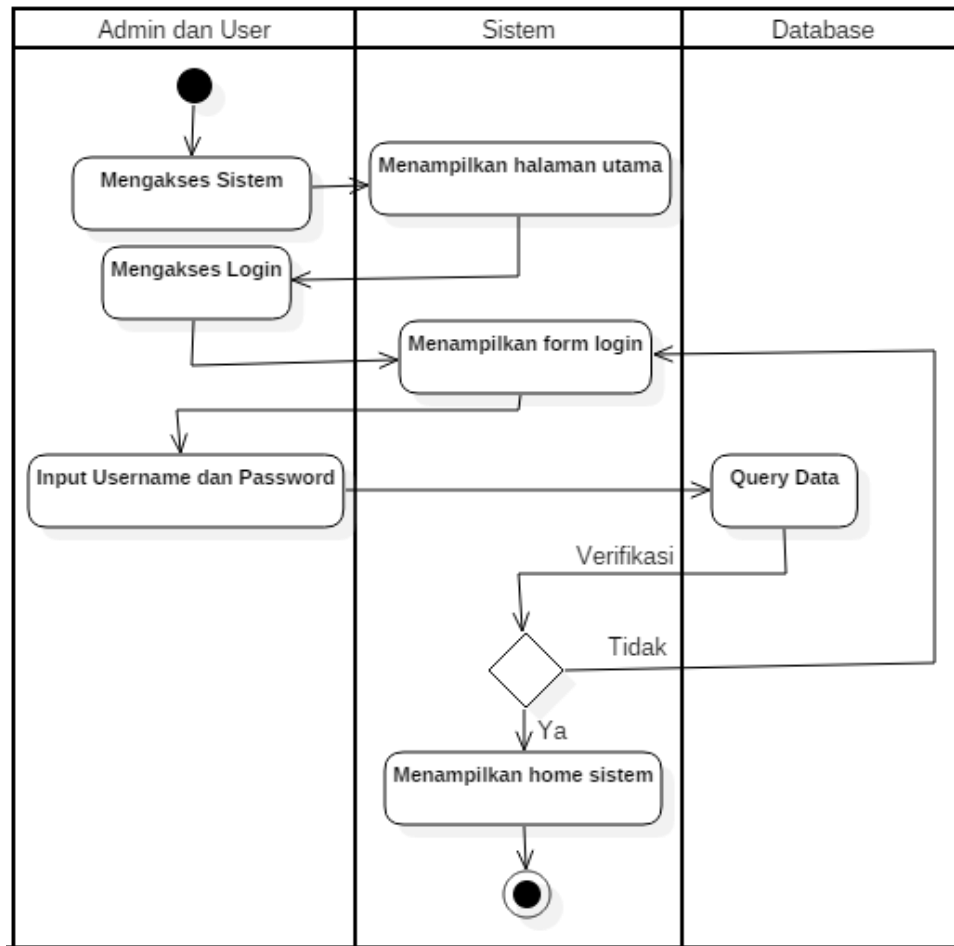 Admin dan User
Sistem
Database
Mengakses Sistem
Menampilkan halaman utama
Mengakses Login
Menampilkan form login
Input Username dan Password
Query Data
Verifikasi
Tidak
Ya
Menampilkan home sistem